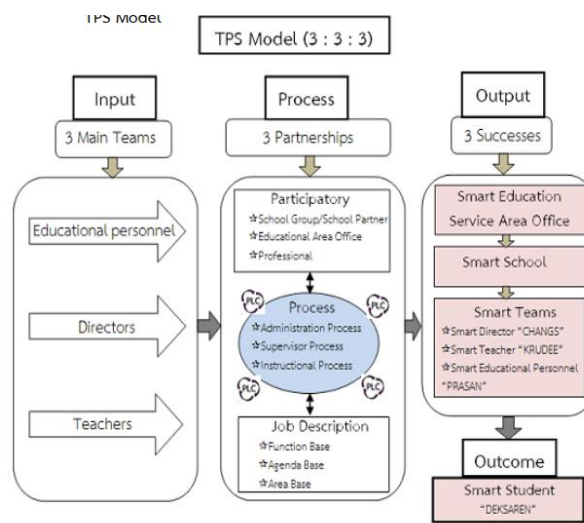 TPS Model
TPS Model (3 : 3 : 3)
Input
3 Main Teams
Educational personnel
Directors
Teachers
Process
3 Partnerships
Participatory
☆School Group/School Partner
☆Educational Area Office
☆Professional
PLC
PLC
Process
☆Administration Process
☆Supervisor Process
☆Instructional Process
PLC
PLC
Job Description
☆Function Base
☆Agenda Base
☆Area Base
Output
3 Successes
Smart Education
Service Area Office
Smart School
Smart Teams
☆Smart Director "CHANGS"
☆Smart Teacher "KRUDEE"
☆Smart Educational Personnel
"PRASAN"
Outcome
Smart Student
"DEKSAREN"